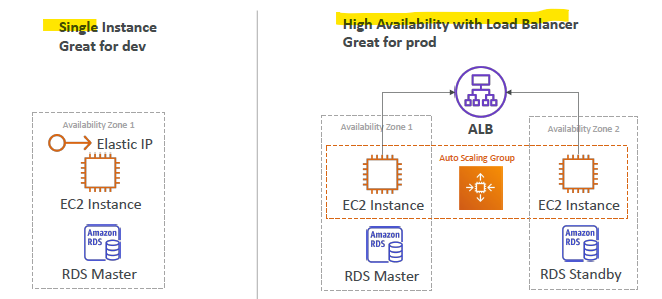 Single Instance
Great for dev
Availability Zone 1
Elastic IP
EC2 Instance
Amazon
RDS
RDS Master
High Availability with Load Balancer
Great for prod
ALB
Availability Zone 1
Availability Zone 2
Auto Scaling Group
EC2 Instance
EC2 Instance
Amazon
RDS
RDS Master
Amazon
RDS
RDS Standby